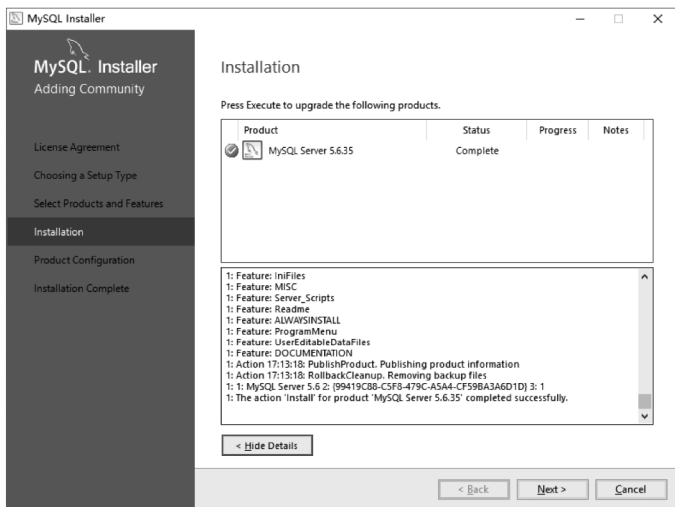 MySQL Installer
MySQL. Installer
Adding Community
License Agreement
Choosing a Setup Type
Select Products and Features
Installation
Product Configuration
Installation Complete
Installation
Press Execute to upgrade the following products.
Product Status Progress Notes
MySQL Server 5.6.35 Complete
1: Feature: IniFiles
1: Feature: MISC
1: Feature: Server_Scripts
1: Feature: Readme
1: Feature: ALWAYSINSTALL
1: Feature: ProgramMenu
1: Feature: UserEditableDataFiles
1: Feature: DOCUMENTATION
1: Action 17:13:18: PublishProduct. Publishing product information
1: Action 17:13:18: RollbackCleanup. Removing backup files
1: 1: MySQL Server 5.6 2: {99419C88-C5F8-479C-A5A4-CF59BA3A6D1D} 3: 1
1: The action 'Install' for product 'MySQL Server 5.6.35' completed successfully.
< Hide Details
< Back Next > Cancel